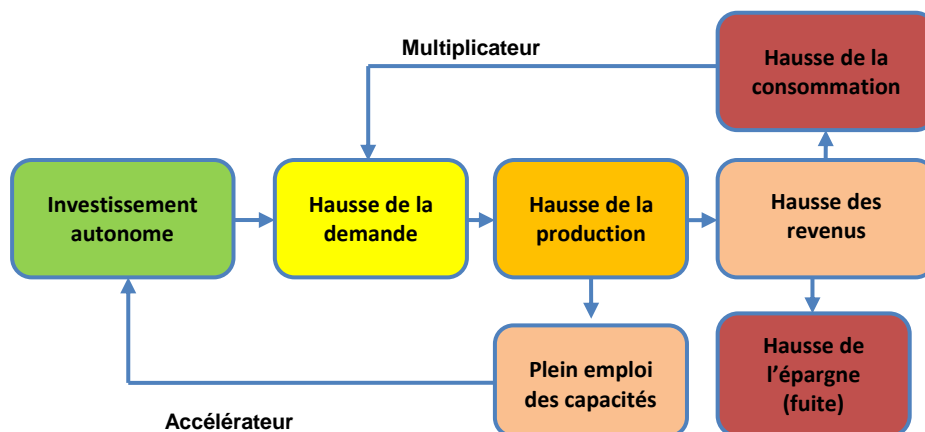 Multiplicateur
Hausse de la
consommation
Investissement
autonome
Hausse de la
demande
Hausse de la
production
Hausse des
revenus
Plein emploi
des capacités
Hausse de
l’épargne
(fuite)
Accélérateur